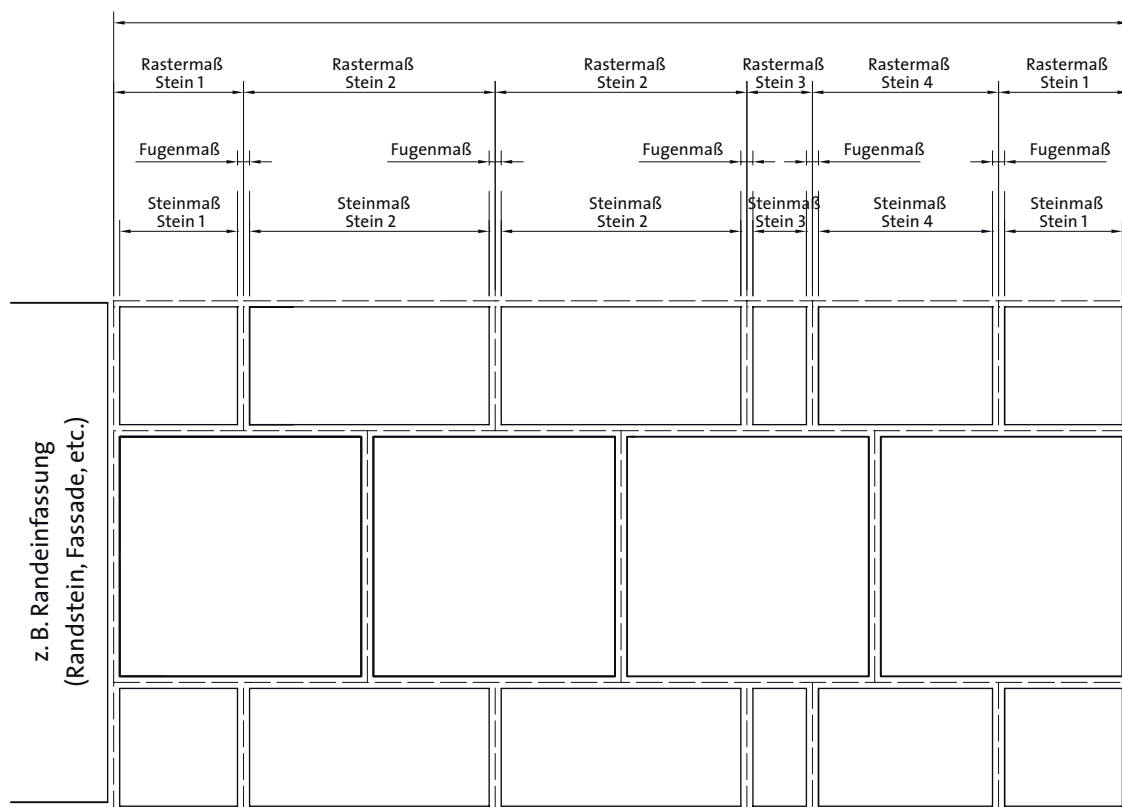 Rastermaß
Stein 1
Rastermaß
Stein 2
Rastermaß
Stein 2
Rastermaß
Stein 3
Rastermaß
Stein 4
Rastermaß
Stein 1
Fugenmaß
Fugenmaß
Fugenmaß
Fugenmaß
Fugenmaß
Steinmaß
Stein 1
Steinmaß
Stein 2
Steinmaß
Stein 2
Steinmaß
Stein 3
Steinmaß
Stein 4
Steinmaß
Stein 1
z. B. Randeinfassung
(Randstein, Fassade, etc.)